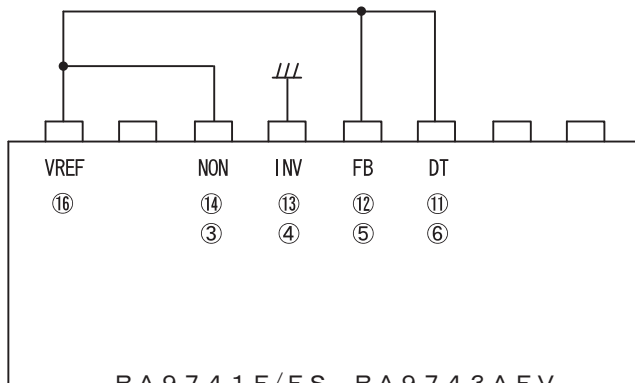 VREF NON INV FB DT
⑯ ⑭ ⑬ ⑫ ⑪
③ ④ ⑤ ⑥
BA9741F/FS, BA9743AFV